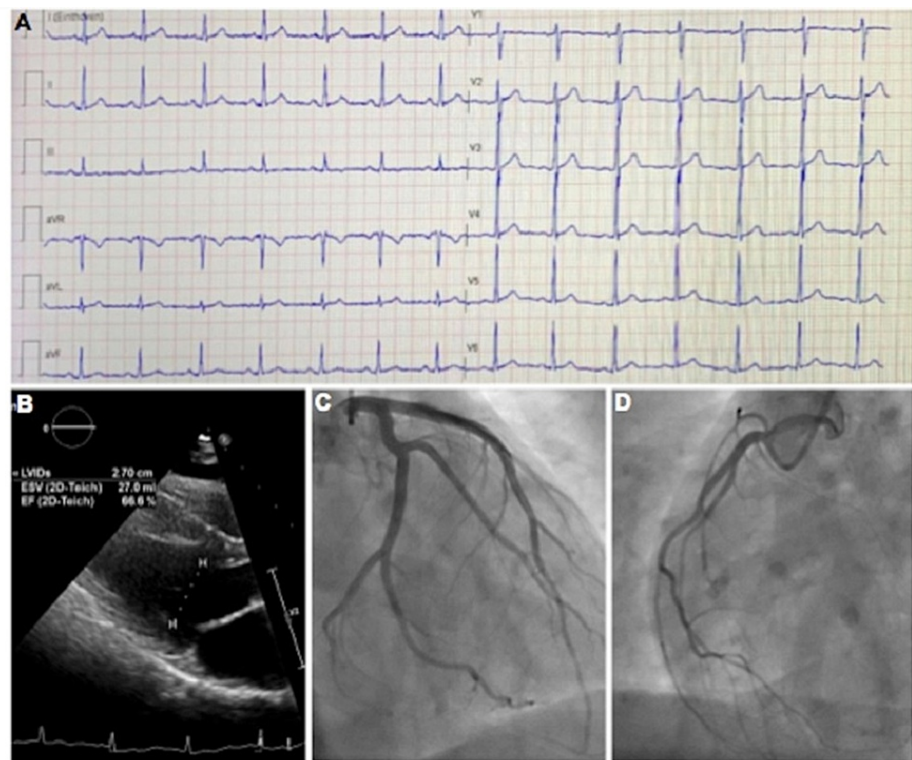 A
I (Einthoven)
V1
II
V2
III
V3
aVR
V4
aVL
V5
aVF
V6
B
LVIDs 2.70 cm
ESV (2D-Teich) 27.0 ml
EF (2D-Teich) 66.6 %
C
D